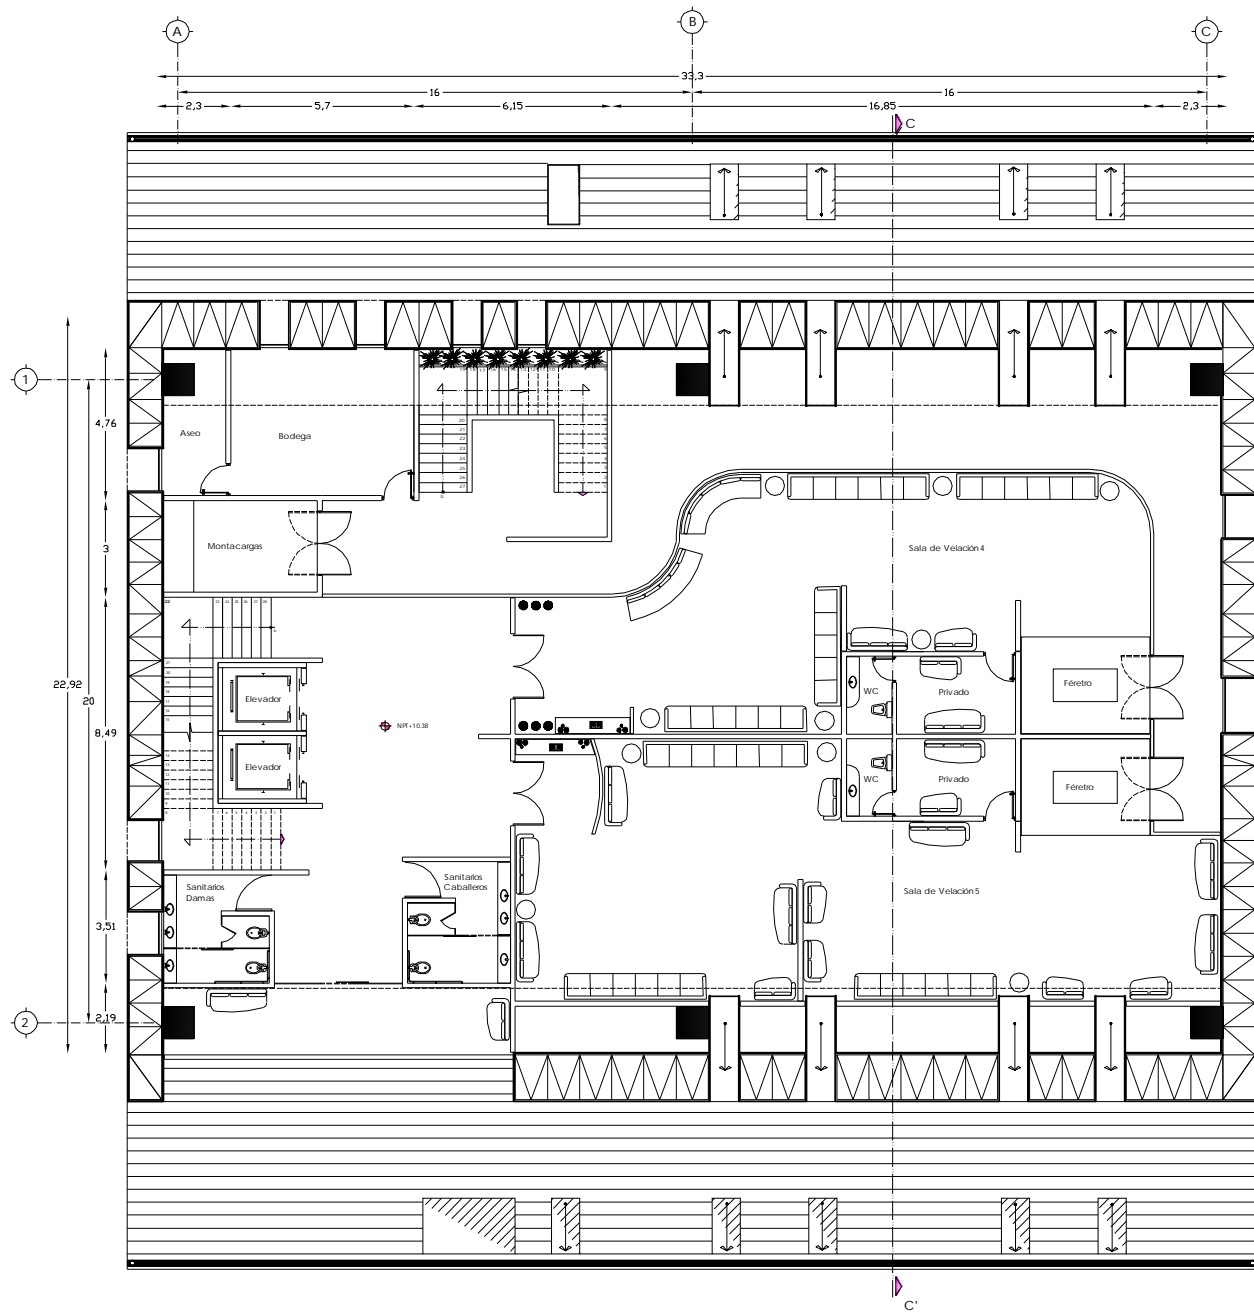 A
B
C
33,3
16
16
2,3
5,7
6,15
16,85
2,3
C
1
4,76
Aseo
Bodega
3
Montacargas
Sala de Velación 4
22,92
20
8,49
Elevador
NPT+10.38
WC
Privado
Féretro
Elevador
WC
Privado
Féretro
Sanitarios
Damas
Sanitarios
Caballeros
Sala de Velación 5
3,51
2
2,19
C'